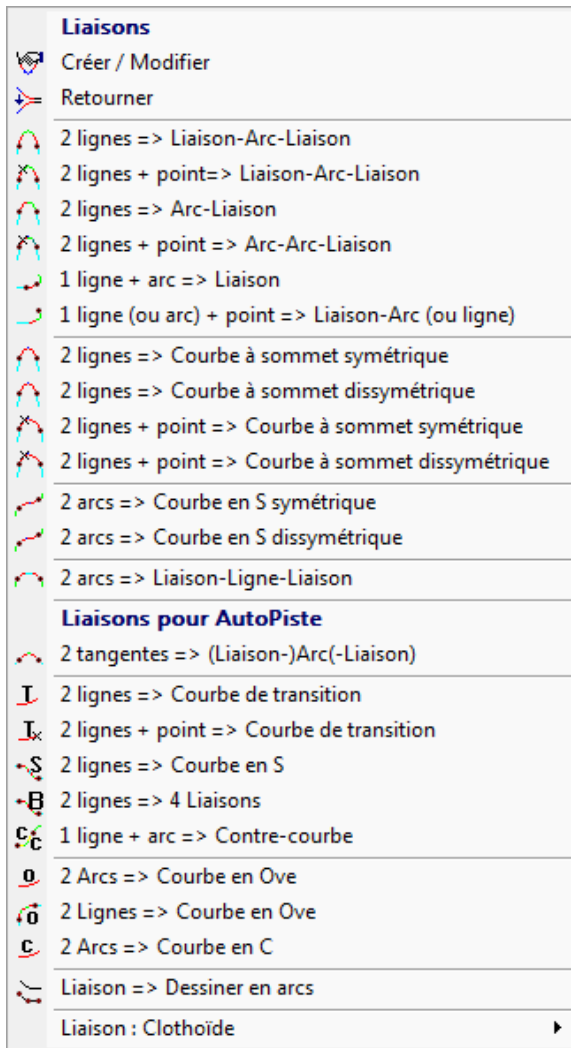 Liaisons
Créer / Modifier
Retourner
2 lignes => Liaison-Arc-Liaison
2 lignes + point=> Liaison-Arc-Liaison
2 lignes => Arc-Liaison
2 lignes + point => Arc-Arc-Liaison
1 ligne + arc => Liaison
1 ligne (ou arc) + point => Liaison-Arc (ou ligne)
2 lignes => Courbe à sommet symétrique
2 lignes => Courbe à sommet dissymétrique
2 lignes + point => Courbe à sommet symétrique
2 lignes + point => Courbe à sommet dissymétrique
2 arcs => Courbe en S symétrique
2 arcs => Courbe en S dissymétrique
2 arcs => Liaison-Ligne-Liaison
Liaisons pour AutoPiste
2 tangentes => (Liaison-)Arc(-Liaison)
T 2 lignes => Courbe de transition
Tx 2 lignes + point => Courbe de transition
S 2 lignes => Courbe en S
B 2 lignes => 4 Liaisons
CC 1 ligne + arc => Contre-courbe
O 2 Arcs => Courbe en Ove
O 2 Lignes => Courbe en Ove
C 2 Arcs => Courbe en C
Liaison => Dessiner en arcs
Liaison : Clothoïde